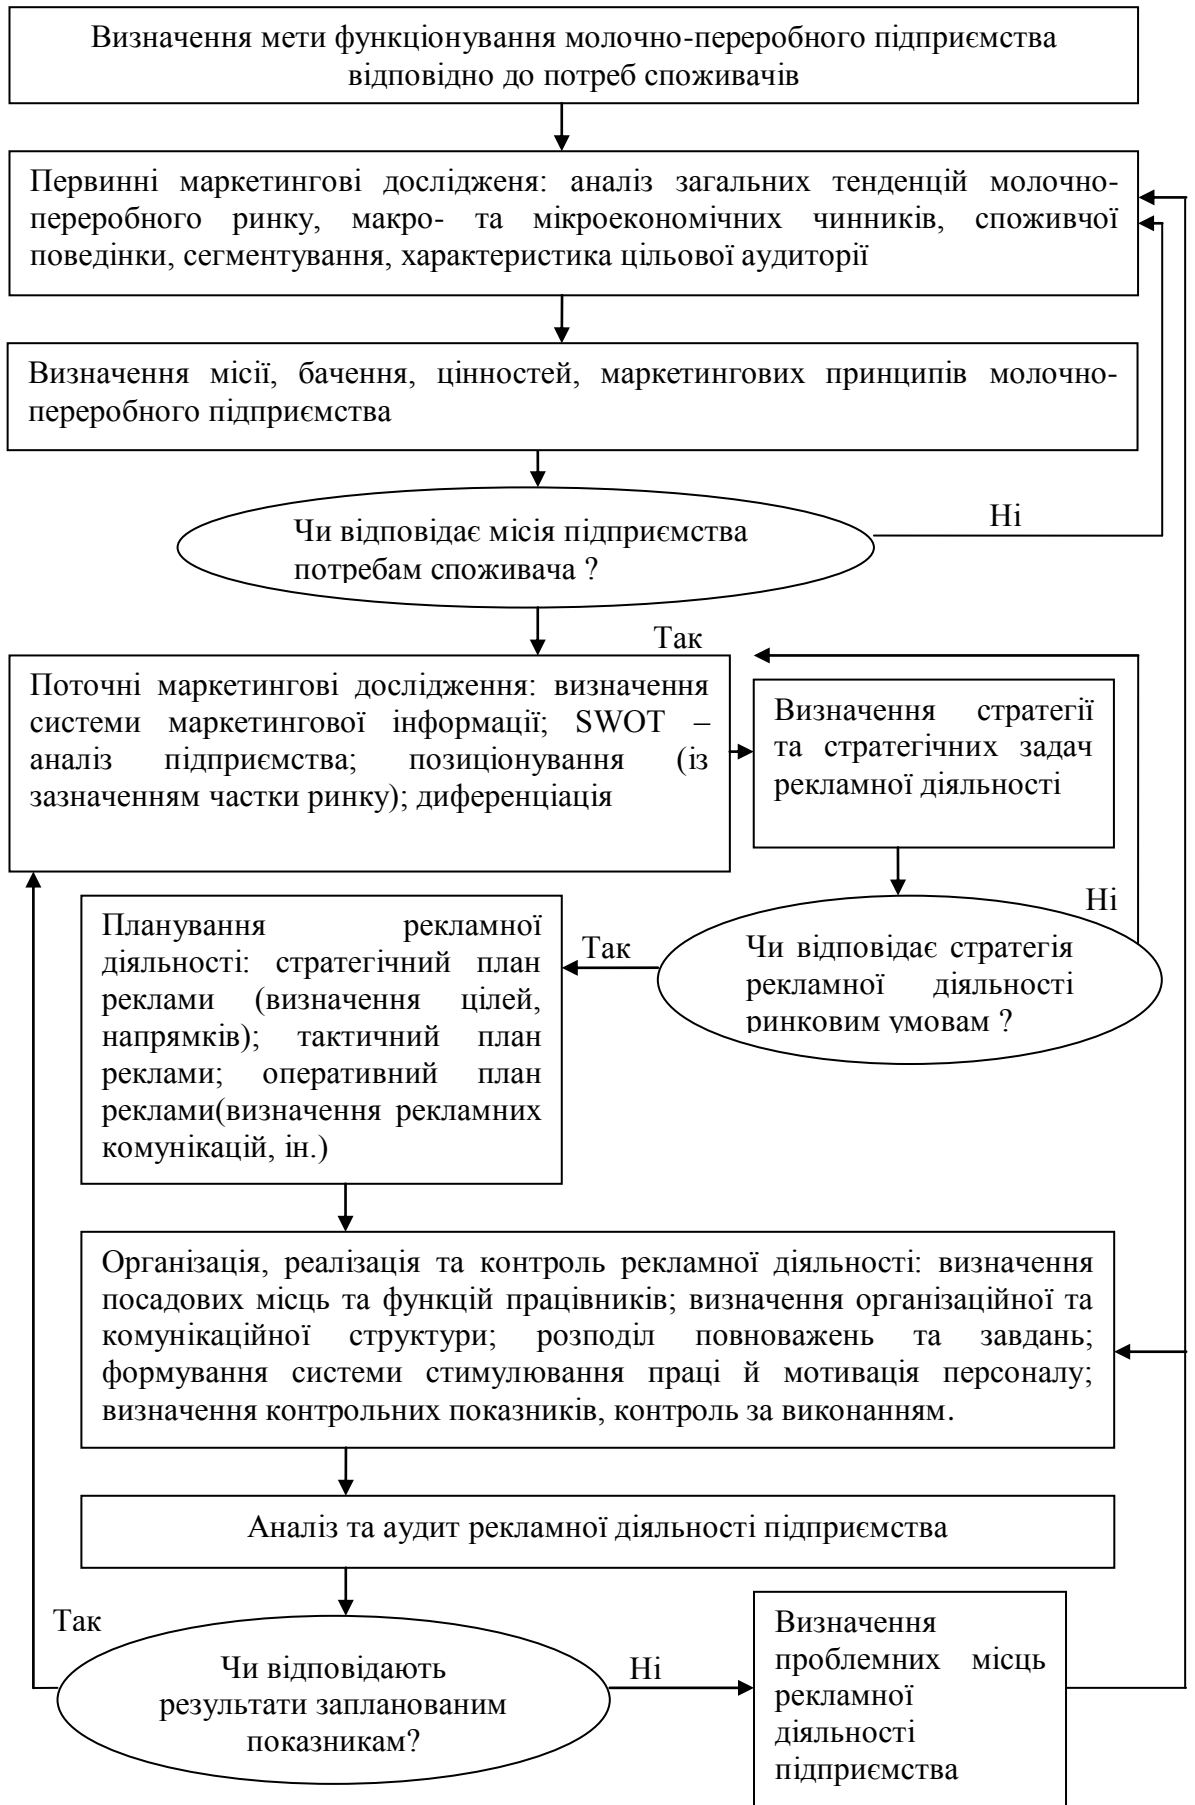 Визначення мети функціонування молочно-переробного підприємства
відповідно до потреб споживачів
Первинні маркетингові дослідженя: аналіз загальних тенденцій молочно-
переробного ринку, макро- та мікроекономічних чинників, споживчої
поведінки, сегментування, характеристика цільової аудиторії
Визначення місії, бачення, цінностей, маркетингових принципів молочно-
переробного підприємства
Чи відповідає місія підприємства
потребам споживача ?
Ні
Так
Поточні маркетингові дослідження: визначення
системи маркетингової інформації; SWOT –
аналіз підприємства; позиціонування (із
зазначенням частки ринку); диференціація
Визначення стратегії
та стратегічних задач
рекламної діяльності
Ні
Чи відповідає стратегія
рекламної діяльності
ринковим умовам ?
Так
Планування рекламної
діяльності: стратегічний план
реклами (визначення цілей,
напрямків); тактичний план
реклами; оперативний план
реклами(визначення рекламних
комунікацій, ін.)
Організація, реалізація та контроль рекламної діяльності: визначення
посадових місць та функцій працівників; визначення організаційної та
комунікаційної структури; розподіл повноважень та завдань;
формування системи стимулювання праці й мотивація персоналу;
визначення контрольних показників, контроль за виконанням.
Аналіз та аудит рекламної діяльності підприємства
Так
Чи відповідають
результати запланованим
показникам?
Ні
Визначення
проблемних місць
рекламної
діяльності
підприємства